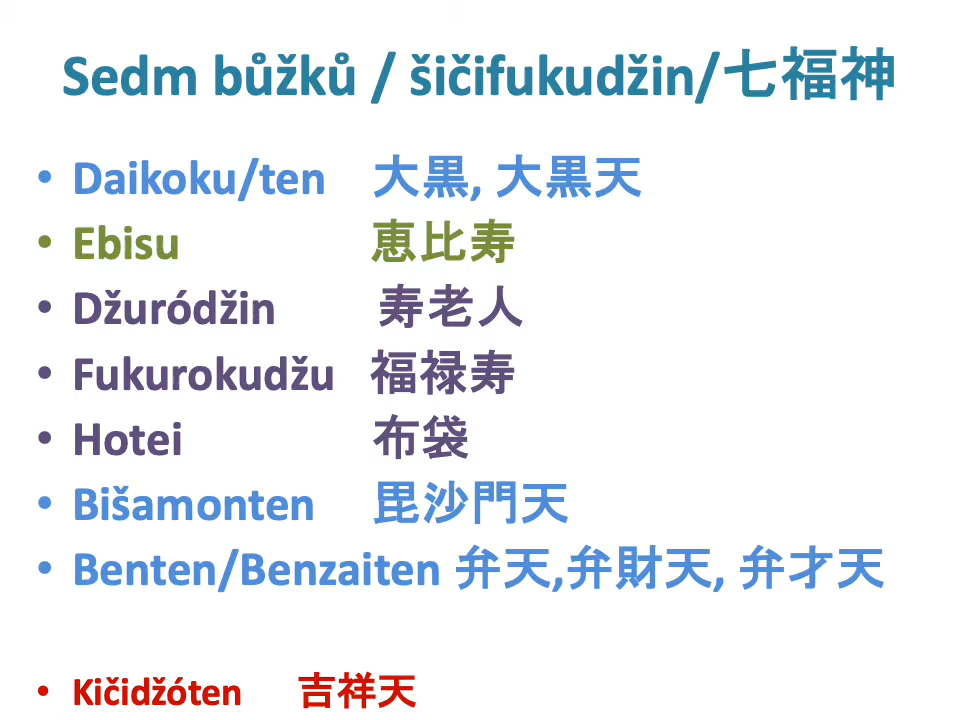 Sedm bůžků / šičifukudžin/七福神
• Daikoku/ten 大黒, 大黒天
• Ebisu 恵比寿
• Džuródžin 寿老人
• Fukurokudžu 福禄寿
• Hotei 布袋
• Bišamonten 毘沙門天
• Benten/Benzaiten 弁天,弁財天, 弁才天
• Kičidžóten 吉祥天